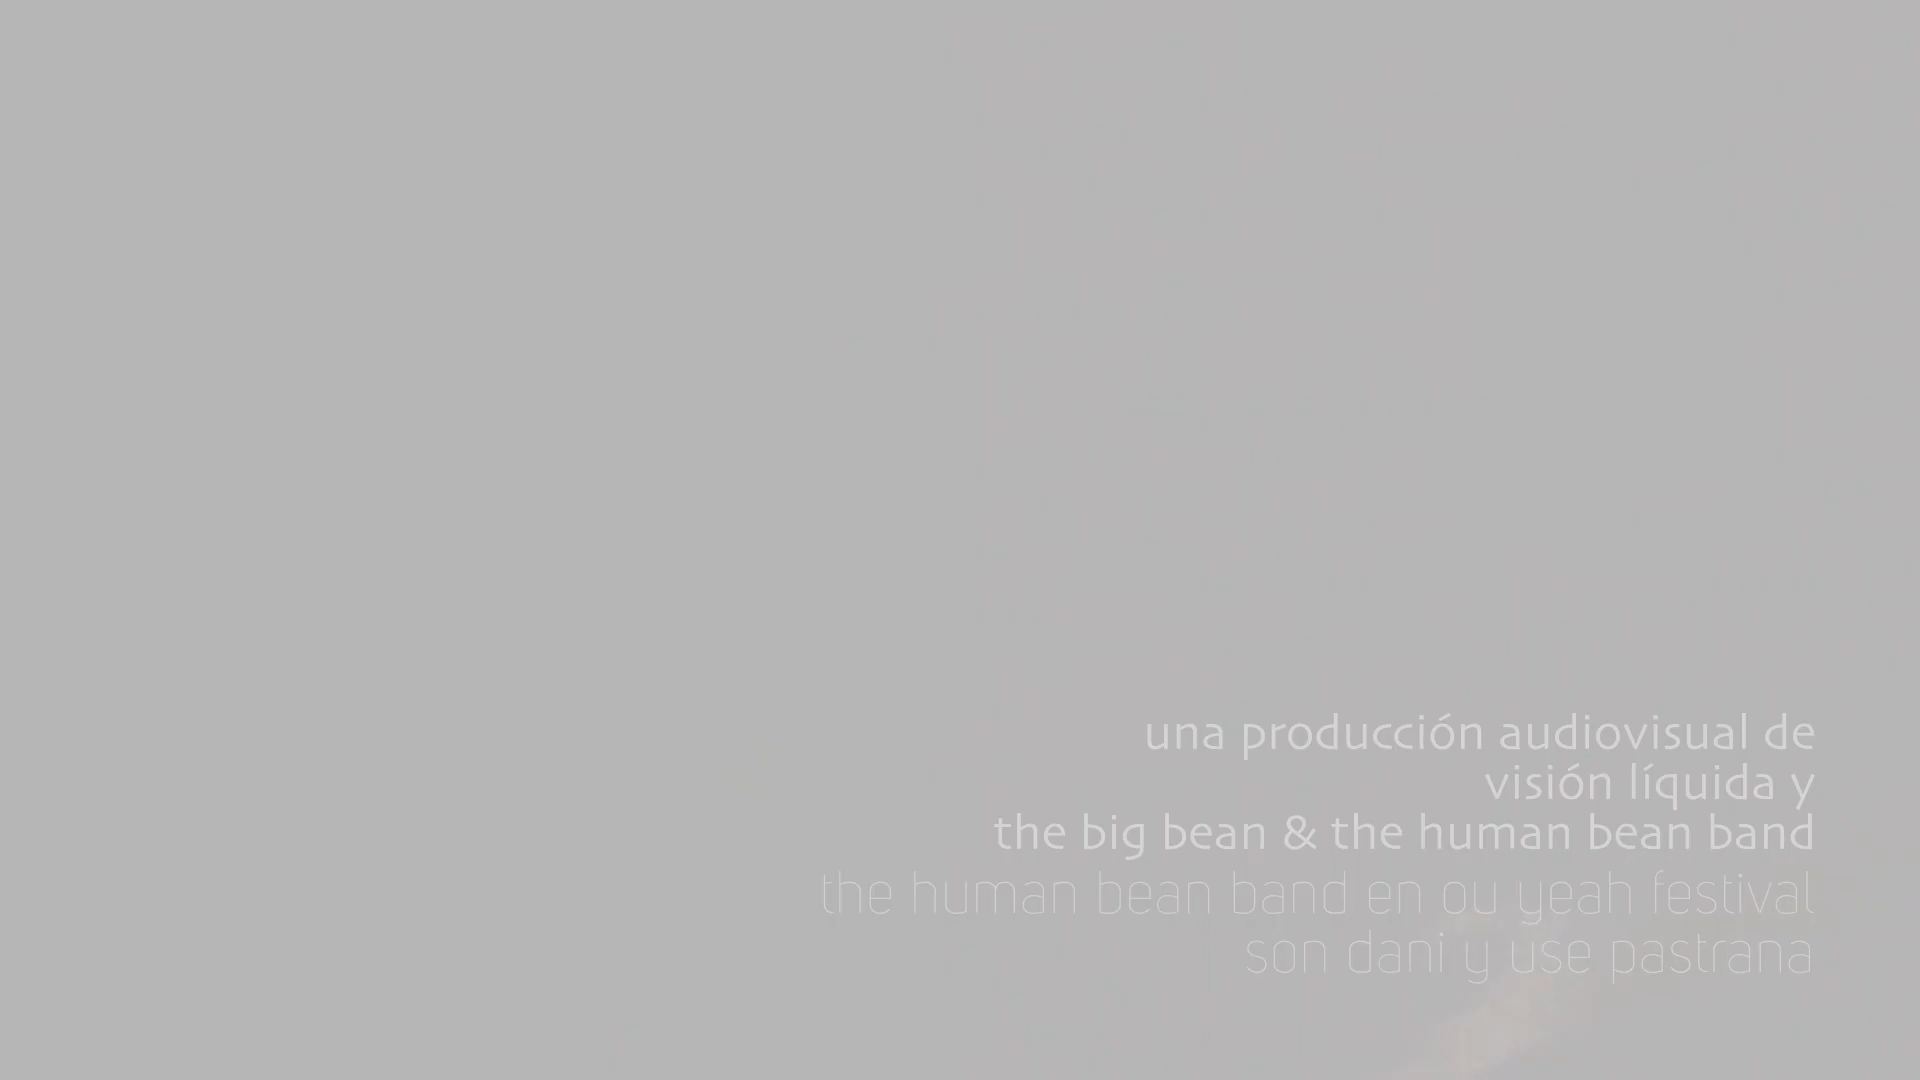 una producción audiovisual de
visión líquida y
the big bean & the human bean band
the human bean band en ou yeah festival
son dani y use pastrana